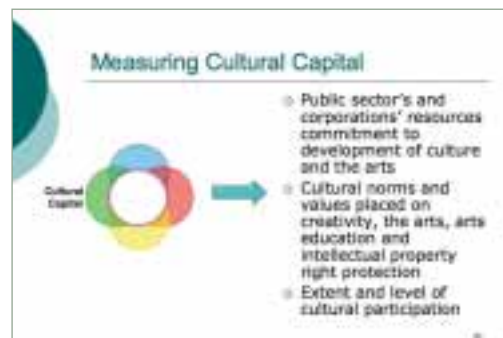 Measuring Cultural Capital
Cultural
Capital
Public sector's and
corporations' resources
commitment to
development of culture
and the arts
Cultural norms and
values placed on
creativity, the arts, arts
education and
intellectual property
right protection
Extent and level of
cultural participation